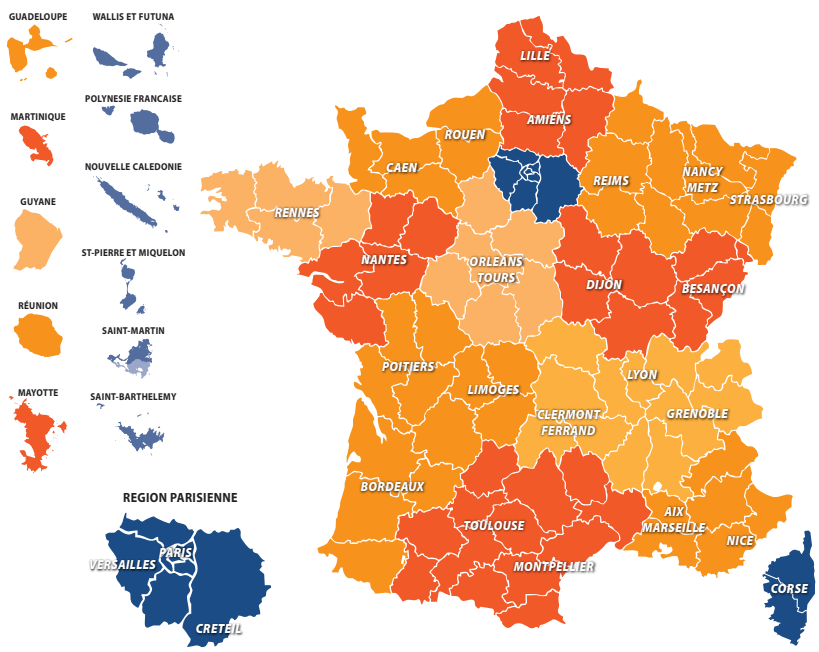 GUADELOUPE
WALLIS ET FUTUNA
MARTINIQUE
POLYNESIE FRANCAISE
NOUVELLE CALEDONIE
GUYANE
ST-PIERRE ET MIQUELON
RÉUNION
SAINT-MARTIN
MAYOTTE
SAINT-BARTHELEMY
REGION PARISIENNE
PARIS
VERSAILLES
CRETEIL
LILLE
AMIENS
ROUEN
CAEN
REIMS
NANCY
METZ
STRASBOURG
RENNES
NANTES
ORLEANS
TOURS
DIJON
BESANÇON
POITIERS
LIMOGES
LYON
CLERMONT
FERRAND
GRENOBLE
BORDEAUX
TOULOUSE
AIX
MARSEILLE
NICE
MONTPELLIER
CORSE